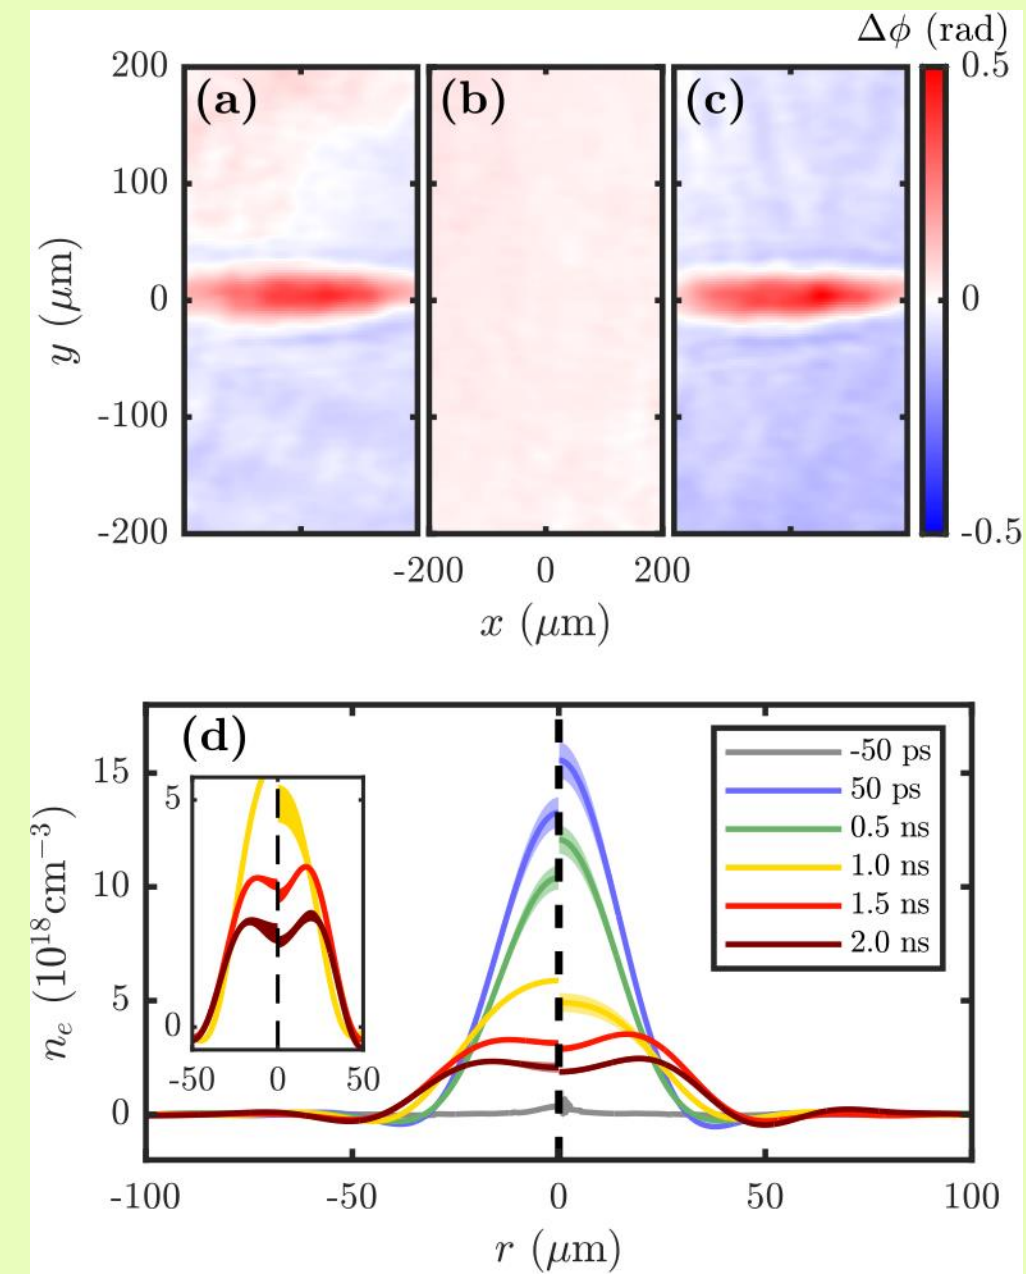 Δϕ (rad)
200 (a) (b) (c) 0.5
100
y (μm) 0 0
-100
-200 -0.5
-200 0 200
x (μm)
(d)
n_e (10^18 cm^−3)
15
10
5
0
5
0
-50 0 50
-50 ps
50 ps
0.5 ns
1.0 ns
1.5 ns
2.0 ns
-100 -50 0 50 100
r (μm)